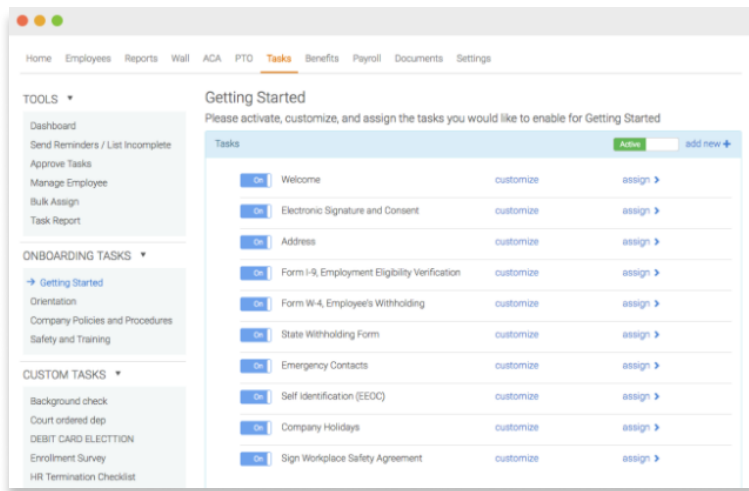 Home Employees Reports Wall ACA PTO Tasks Benefits Payroll Documents Settings
TOOLS
Dashboard
Send Reminders / List Incomplete
Approve Tasks
Manage Employee
Bulk Assign
Task Report
ONBOARDING TASKS
Getting Started
Orientation
Company Policies and Procedures
Safety and Training
CUSTOM TASKS
Background check
Court ordered dep
DEBIT CARD ELECTTION
Enrollment Survey
HR Termination Checklist
Getting Started
Please activate, customize, and assign the tasks you would like to enable for Getting Started
Tasks Active add new +
On Welcome customize assign >
On Electronic Signature and Consent customize assign >
On Address customize assign >
On Form I-9, Employment Eligibility Verification customize assign >
On Form W-4, Employee's Withholding customize assign >
On State Withholding Form customize assign >
On Emergency Contacts customize assign >
On Self Identification (EEOC) customize assign >
On Company Holidays customize assign >
On Sign Workplace Safety Agreement customize assign >